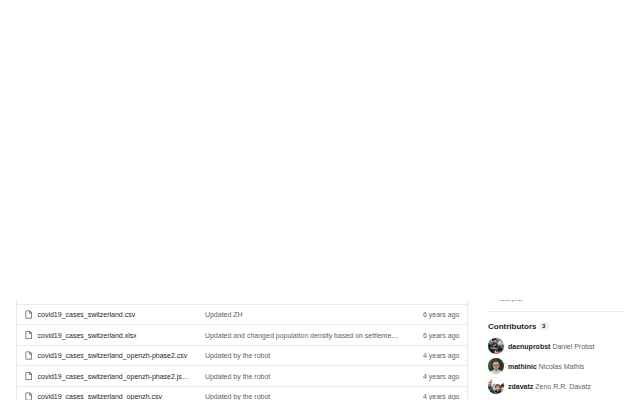 covid19_cases_switzerland.csv Updated ZH 6 years ago
covid19_cases_switzerland.xlsx Updated and changed population density based on settleme... 6 years ago
covid19_cases_switzerland_openzh-phase2.csv Updated by the robot 4 years ago
covid19_cases_switzerland_openzh-phase2.js... Updated by the robot 4 years ago
covid19_cases_switzerland_openzh.csv Updated by the robot 4 years ago
Contributors 3
daenuprobst Daniel Probst
mathinic Nicolas Mathis
zdavatz Zeno R.R. Davatz